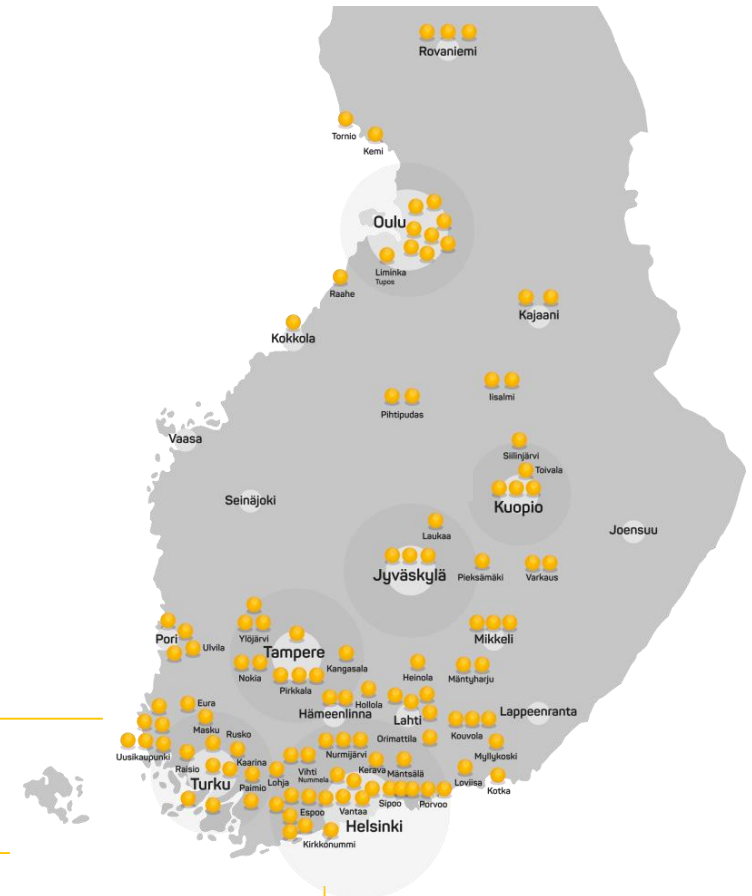 Rovaniemi
Tornio
Kemi
Oulu
Liminka
Tupos
Raahe
Kajaani
Kokkola
Iisalmi
Pihtipudas
Vaasa
Siilinjärvi
Toivala
Seinäjoki
Kuopio
Laukaa
Joensuu
Jyväskylä
Pieksämäki
Varkaus
Pori
Ylöjärvi
Mikkeli
Ulvila
Tampere
Kangasala
Nokia
Heinola
Mäntyharju
Pirkkala
Eura
Hollola
Hämeenlinna
Lahti
Lappeenranta
Masku
Rusko
Orimattila
Kouvola
Uusikaupunki
Nurmijärvi
Myllykoski
Raisio
Kaarina
Vihti
Nummela
Kerava
Mäntsälä
Turku
Paimio
Lohja
Loviisa
Kotka
Sipoo
Porvoo
Espoo
Vantaa
Helsinki
Kirkkonummi